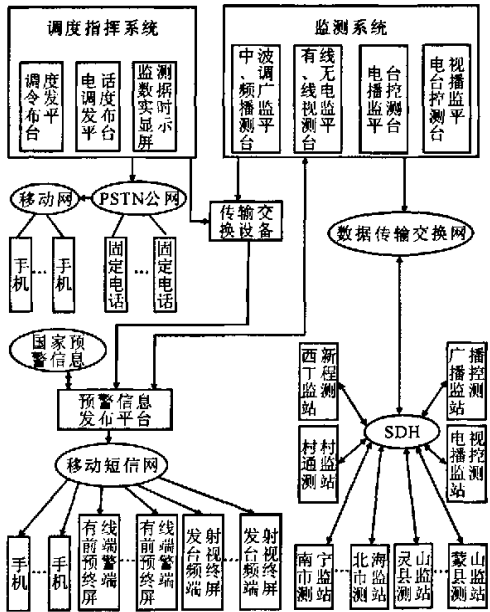 调度指挥系统
调度令发布平台
电话调度发布平台
监测数据实时显示屏
监测系统
中波、调频广播监测平台
有线、无线电视监测平台
电台播控监测平台
电视台播控监测平台
移动网
PSTN公网
传输交
换设备
数据传输交换网
手机
…
手机
固定电话
…
固定电话
国家预
警信息
预警信息
发布平台
移动短信网
西新工程监测站
广播播控监测站
SDH
村村通监测站
电视播控监测站
手机
手机
有线前端预警终端屏
有线前端预警终端屏
发射台视频终端屏
发射台视频终端屏
南宁市监测站
北海市监测站
灵山县监测站
蒙山县监测站